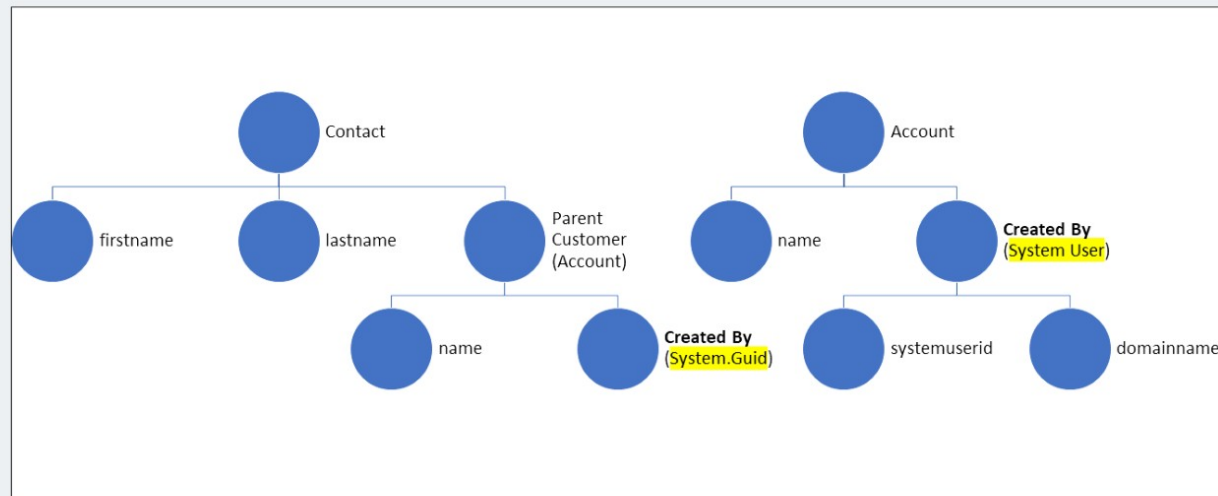 Contact
Account
firstname
lastname
Parent
Customer
(Account)
name
Created By
(System User)
name
Created By
(System.Guid)
systemuserid
domainname